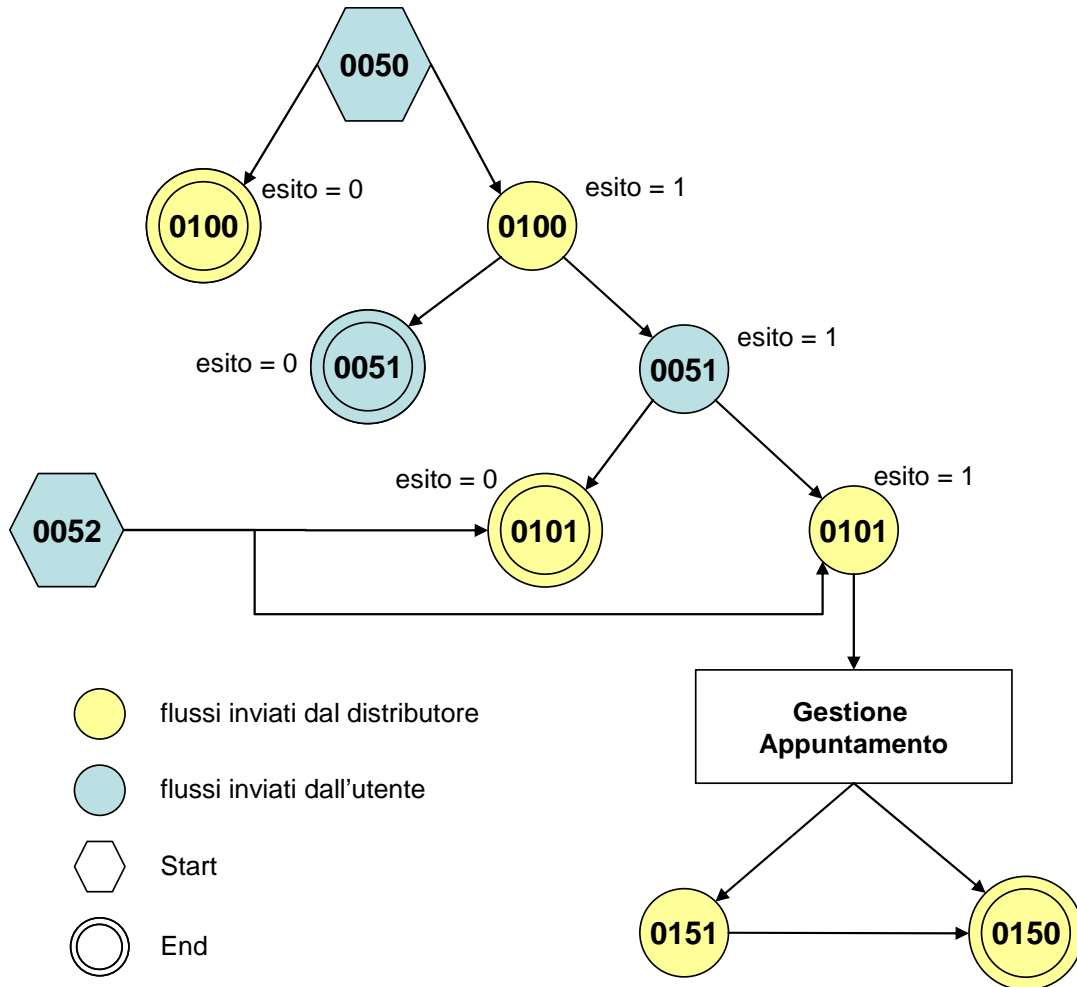 0050
esito = 0
esito = 1
0100
0100
esito = 0
esito = 1
0051
0051
esito = 0
esito = 1
0052
0101
0101
flussi inviati dal distributore
Gestione
Appuntamento
flussi inviati dall'utente
Start
0151
0150
End